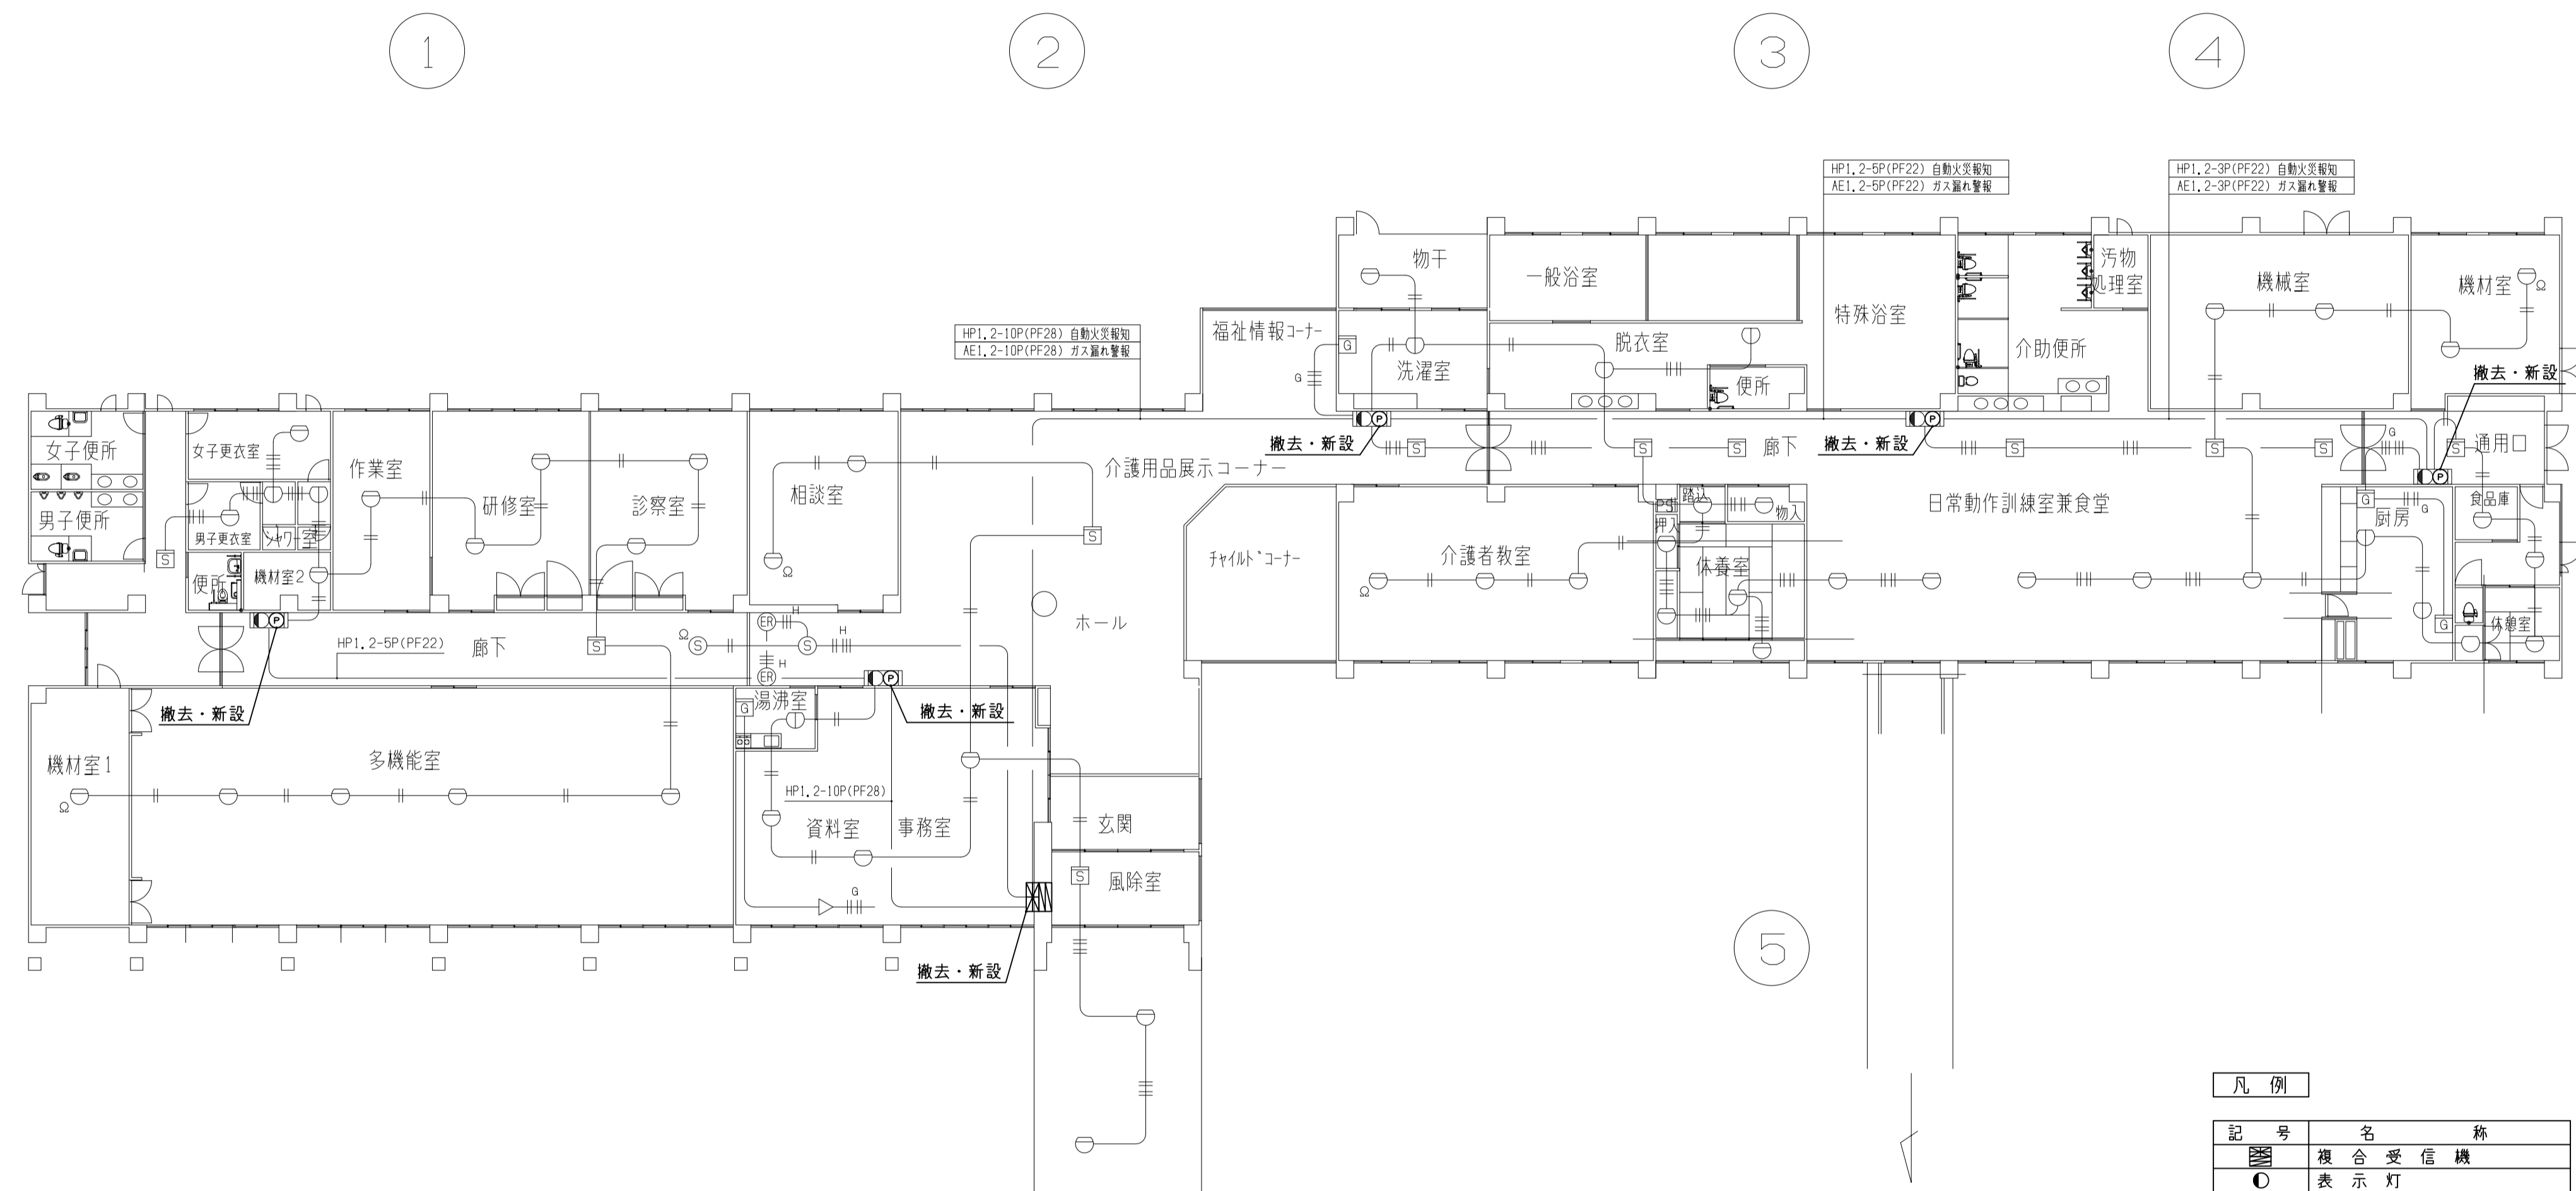 1
2
3
4
HP1.2-5P(PF22) 自動火災報知
AE1.2-5P(PF22) ガス漏れ警報
HP1.2-3P(PF22) 自動火災報知
AE1.2-3P(PF22) ガス漏れ警報
HP1.2-10P(PF28) 自動火災報知
AE1.2-10P(PF28) ガス漏れ警報
物干
一般浴室
特殊浴室
汚物
処理室
機械室
機材室
Ω
福祉情報コーナー
G
G
洗濯室
脱衣室
便所
介助便所
撤去・新設
P
P
撤去・新設
S
S
S
廊下
撤去・新設
S
S
S
G
S
通用口
P
女子便所
男子便所
女子更衣室
男子更衣室
シャワー室
S
便所
機材室2
作業室
研修室
診察室
相談室
Ω
介護用品展示コーナー
S
チャイルドコーナー
ホール
介護者教室
Ω
PS
踏込
押入
物入
休養室
日常動作訓練室兼食堂
G
G
厨房
食品庫
G
休憩室
P
HP1.2-5P(PF22)
廊下
S
Ω
S
ER
H
S
H
H
ER
P
撤去・新設
撤去・新設
G
湯沸室
機材室1
Ω
多機能室
HP1.2-10P(PF28)
資料室
事務室
G
玄関
S
風除室
撤去・新設
5
凡 例
記 号 名 称
複 合 受 信 機
表 示 灯